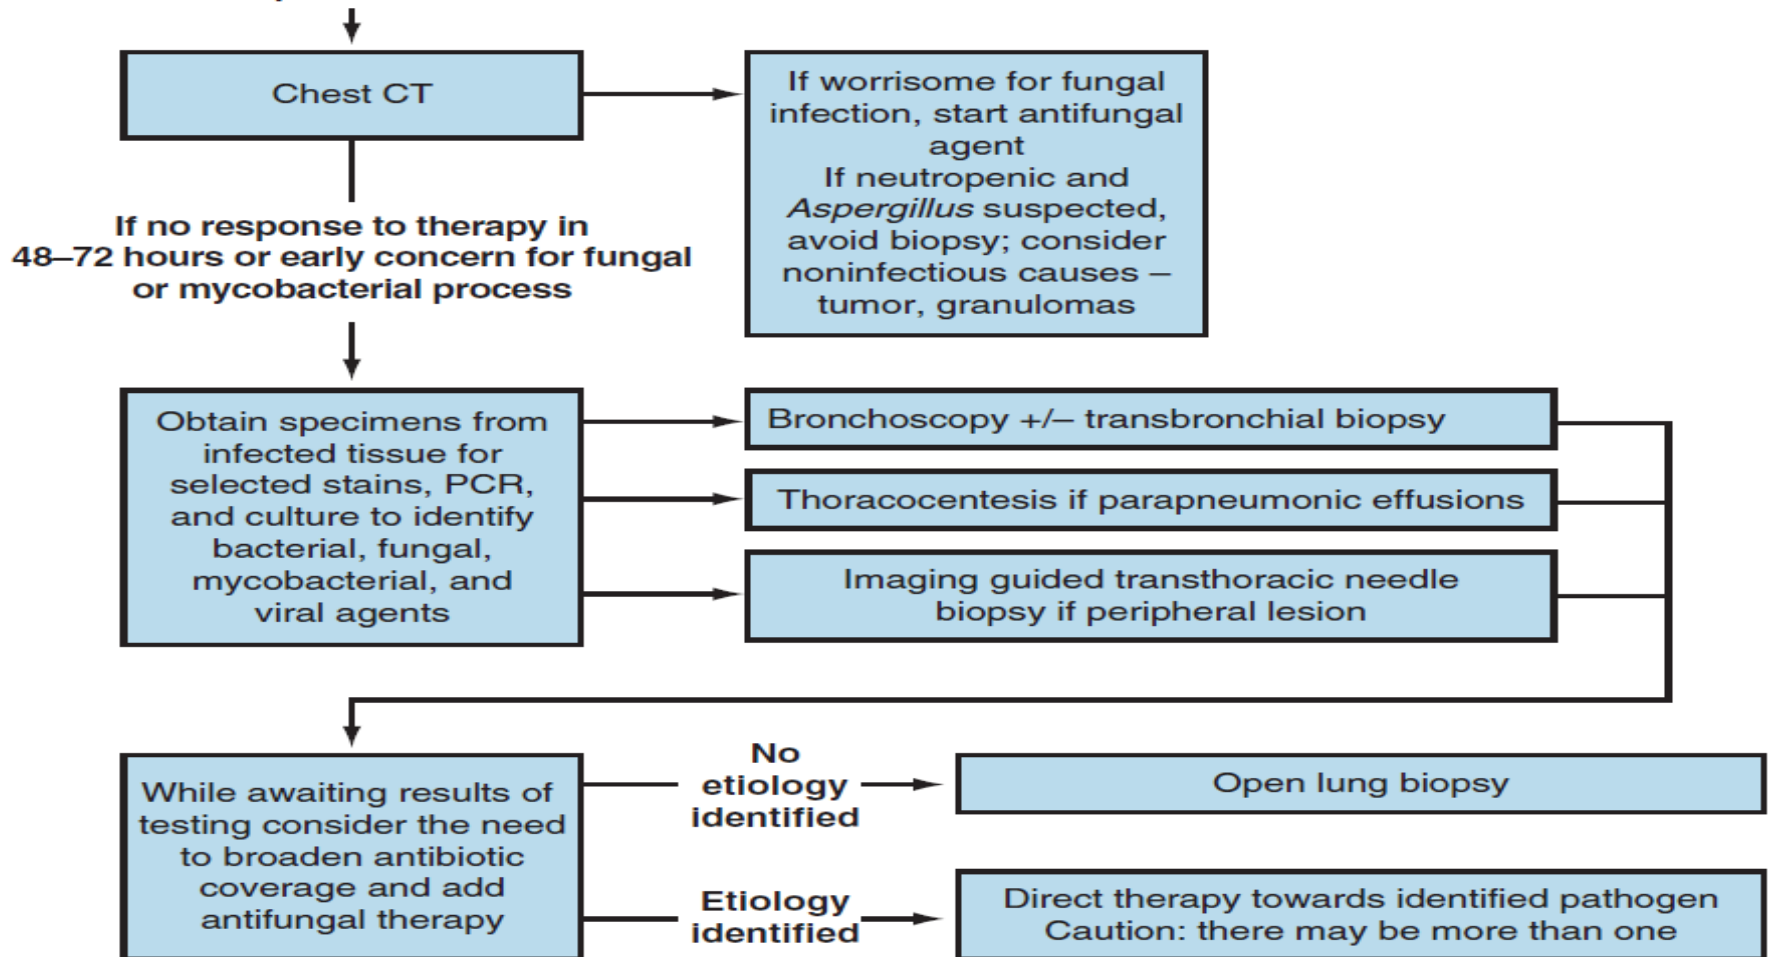 Chest CT
If worrisome for fungal
infection, start antifungal
agent
If neutropenic and
Aspergillus suspected,
avoid biopsy; consider
noninfectious causes –
tumor, granulomas
If no response to therapy in
48–72 hours or early concern for fungal
or mycobacterial process
Obtain specimens from
infected tissue for
selected stains, PCR,
and culture to identify
bacterial, fungal,
mycobacterial, and
viral agents
Bronchoscopy +/– transbronchial biopsy
Thoracocentesis if parapneumonic effusions
Imaging guided transthoracic needle
biopsy if peripheral lesion
While awaiting results of
testing consider the need
to broaden antibiotic
coverage and add
antifungal therapy
No
etiology
identified
Open lung biopsy
Etiology
identified
Direct therapy towards identified pathogen
Caution: there may be more than one